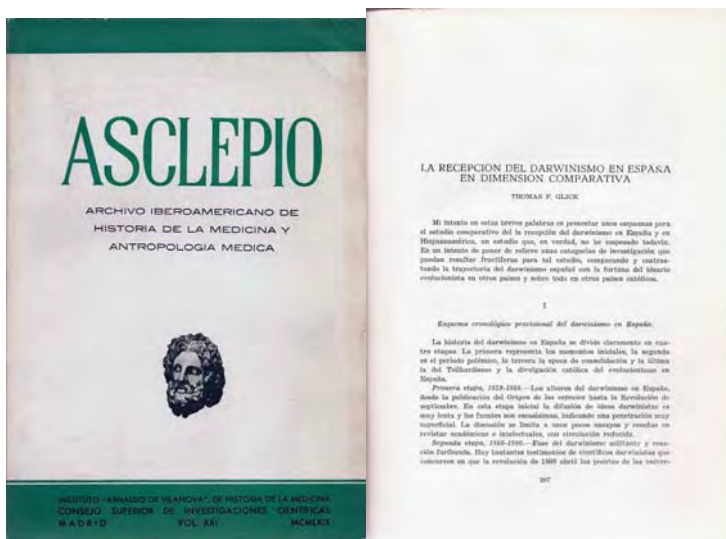 ASCLEPIO
ARCHIVO IBEROAMERICANO DE
HISTORIA DE LA MEDICINA Y
ANTROPOLOGIA MEDICA
INSTITUTO "ARNALDO DE VILANOVA", DE HISTORIA DE LA MEDICINA
CONSEJO SUPERIOR DE INVESTIGACIONES CIENTIFICAS
MADRID VOL. XXI MCMLXIX
LA RECEPCION DEL DARWINISMO EN ESPAÑA
EN DIMENSION COMPARATIVA
THOMAS F. GLICK
Mi intento en estas breves palabras es presentar unos esquemas para
el estudio comparativo del la recepción del darwinismo en España y en
Hispanoamérica, un estudio que, en verdad, no he empezado todavía.
Es un intento de poner de relieve unas categorías de investigación que
puedan resultar fructíferas para tal estudio, comparando y contras-
tando la trayectoria del darwinismo español con la fortuna del ideario
evolucionista en otros países y sobre todo en otros países católicos.
I
Esquema cronológico provisional del darwinismo en España.
La historia del darwinismo en España se divide claramente en cua-
tro etapas. La primera representa los momentos iniciales, la segunda
es el período polémico, la tercera la época de consolidación y la última
la del Teilhardismo y la divulgación católica del evolucionismo en
España.
Primera etapa, 1859-1868.—Los albores del darwinismo en España,
desde la publicación del Origen de las especies hasta la Revolución de
septiembre. En esta etapa inicial la difusión de ideas darwinistas es
muy lenta y las fuentes son escasísimas, indicando una penetración muy
superficial. La discusión se limita a unos pocos ensayos y reseñas en
revistas académicas e intelectuales, con circulación reducida.
Segunda etapa, 1868-1900.—Fase del darwinismo militante y reac-
ción furibunda. Hay bastantes testimonios de científicos darwinistas que
concurren en que la revolución de 1868 abrió las puertas de las univer-
207